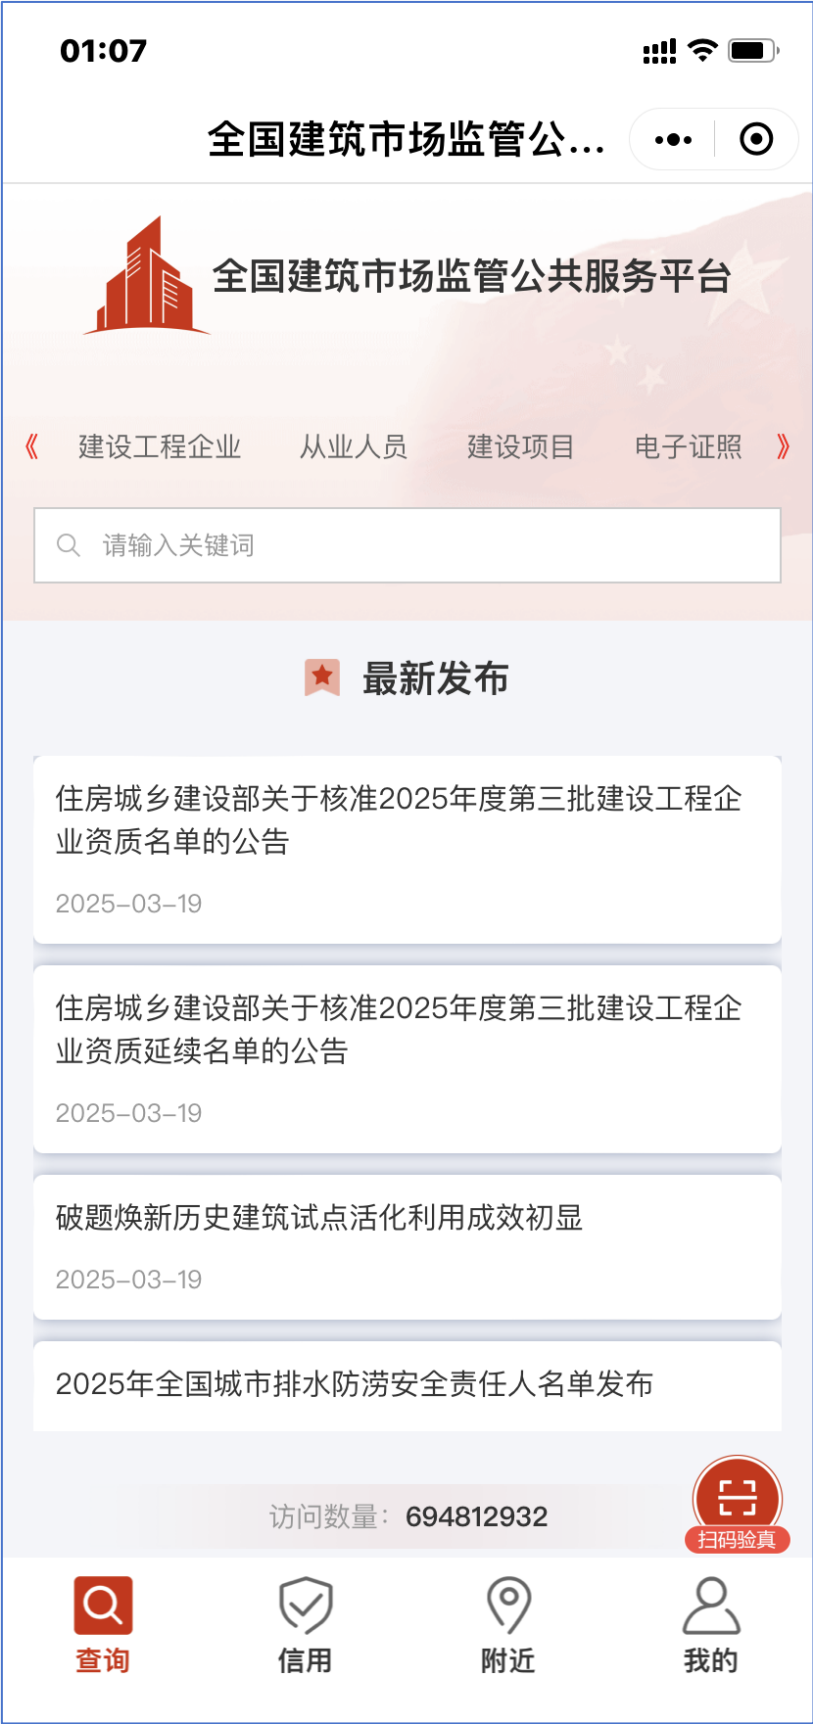 01:07
全国建筑市场监管公...
全国建筑市场监管公共服务平台
《 建设工程企业 从业人员 建设项目 电子证照 》
请输入关键词
最新发布
住房城乡建设部关于核准2025年度第三批建设工程企
业资质名单的公告
2025-03-19
住房城乡建设部关于核准2025年度第三批建设工程企
业资质延续名单的公告
2025-03-19
破题焕新历史建筑试点活化利用成效初显
2025-03-19
2025年全国城市排水防涝安全责任人名单发布
访问数量：694812932
扫码验真
查询 信用 附近 我的